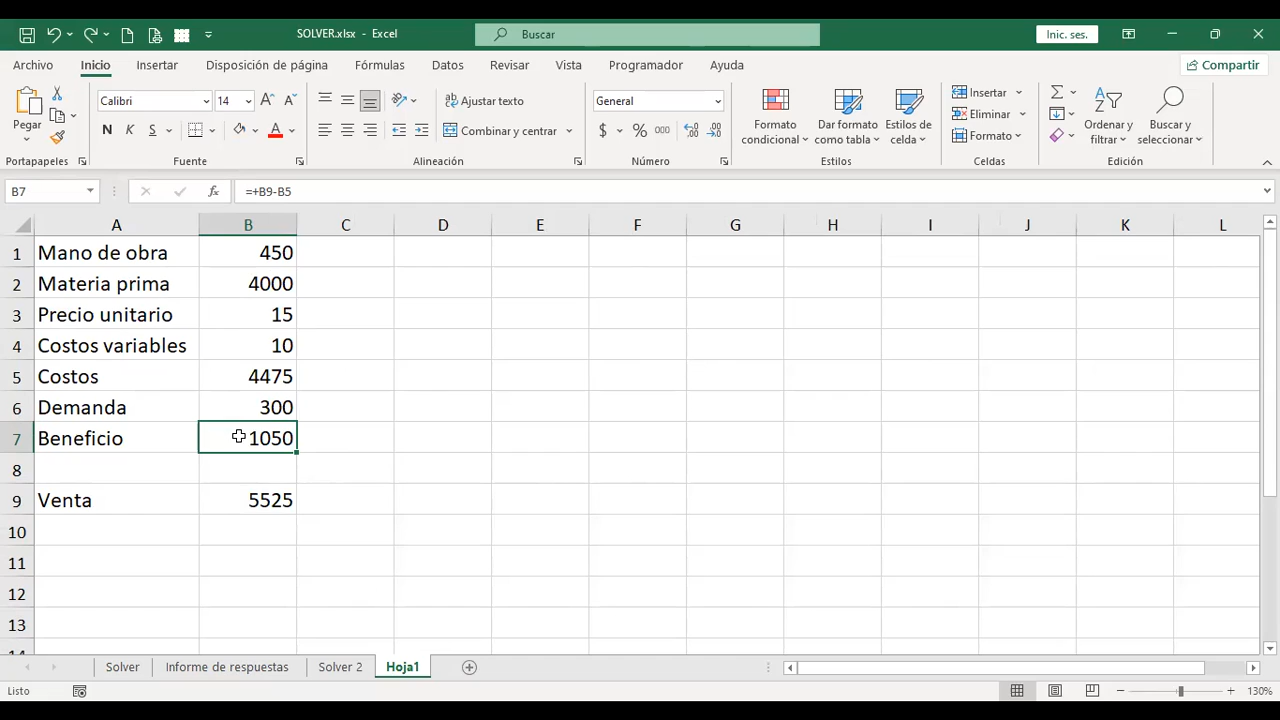 SOLVER.xlsx - Excel
Buscar
Inic. ses.
Archivo Inicio Insertar Disposición de página Fórmulas Datos Revisar Vista Programador Ayuda
Compartir
Pegar
Calibri 14
N K S
Ajustar texto
Combinar y centrar
General
$ % 000
Formato condicional
Dar formato como tabla
Estilos de celda
Insertar
Eliminar
Formato
Ordenar y filtrar
Buscar y seleccionar
Portapapeles Fuente Alineación Número Estilos Celdas Edición
B7 fx =+B9-B5
A B C D E F G H I J K L
1 Mano de obra 450
2 Materia prima 4000
3 Precio unitario 15
4 Costos variables 10
5 Costos 4475
6 Demanda 300
7 Beneficio 1050
8
9 Venta 5525
10
11
12
13
Solver Informe de respuestas Solver 2 Hoja1
Listo 130%